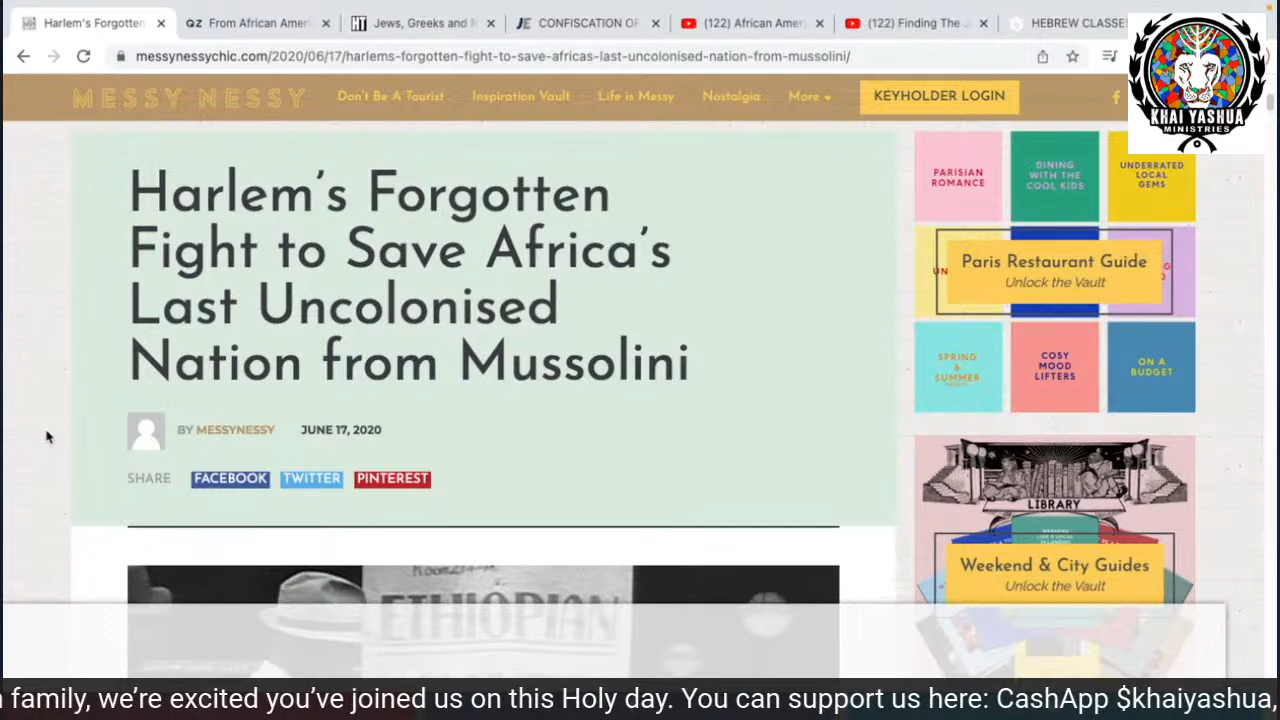 Harlem's Forgotten
QZ From African Amer
HT Jews, Greeks and R
JE CONFISCATION OF
(122) African Amer
(122) Finding The J
HEBREW CLASSES
messynessychic.com/2020/06/17/harlems-forgotten-fight-to-save-africas-last-uncolonised-nation-from-mussolini/
KHAI YASHUA
MINISTRIES
MESSY NESSY
Don't Be A Tourist
Inspiration Vault
Life is Messy
Nostalgia
More
KEYHOLDER LOGIN
Harlem's Forgotten
Fight to Save Africa's
Last Uncolonised
Nation from Mussolini
BY MESSYNESSY JUNE 17, 2020
SHARE FACEBOOK TWITTER PINTEREST
PARISIAN
ROMANCE
DINING
WITH THE
COOL KIDS
UNDERRATED
LOCAL
GEMS
UN
G
Paris Restaurant Guide
Unlock the Vault
SPRING
&
SUMMER
COSY
MOOD
LIFTERS
ON A
BUDGET
LIBRARY
Weekend & City Guides
Unlock the Vault
ETHIOPIAN
family, we're excited you've joined us on this Holy day. You can support us here: CashApp $khaiyashua,